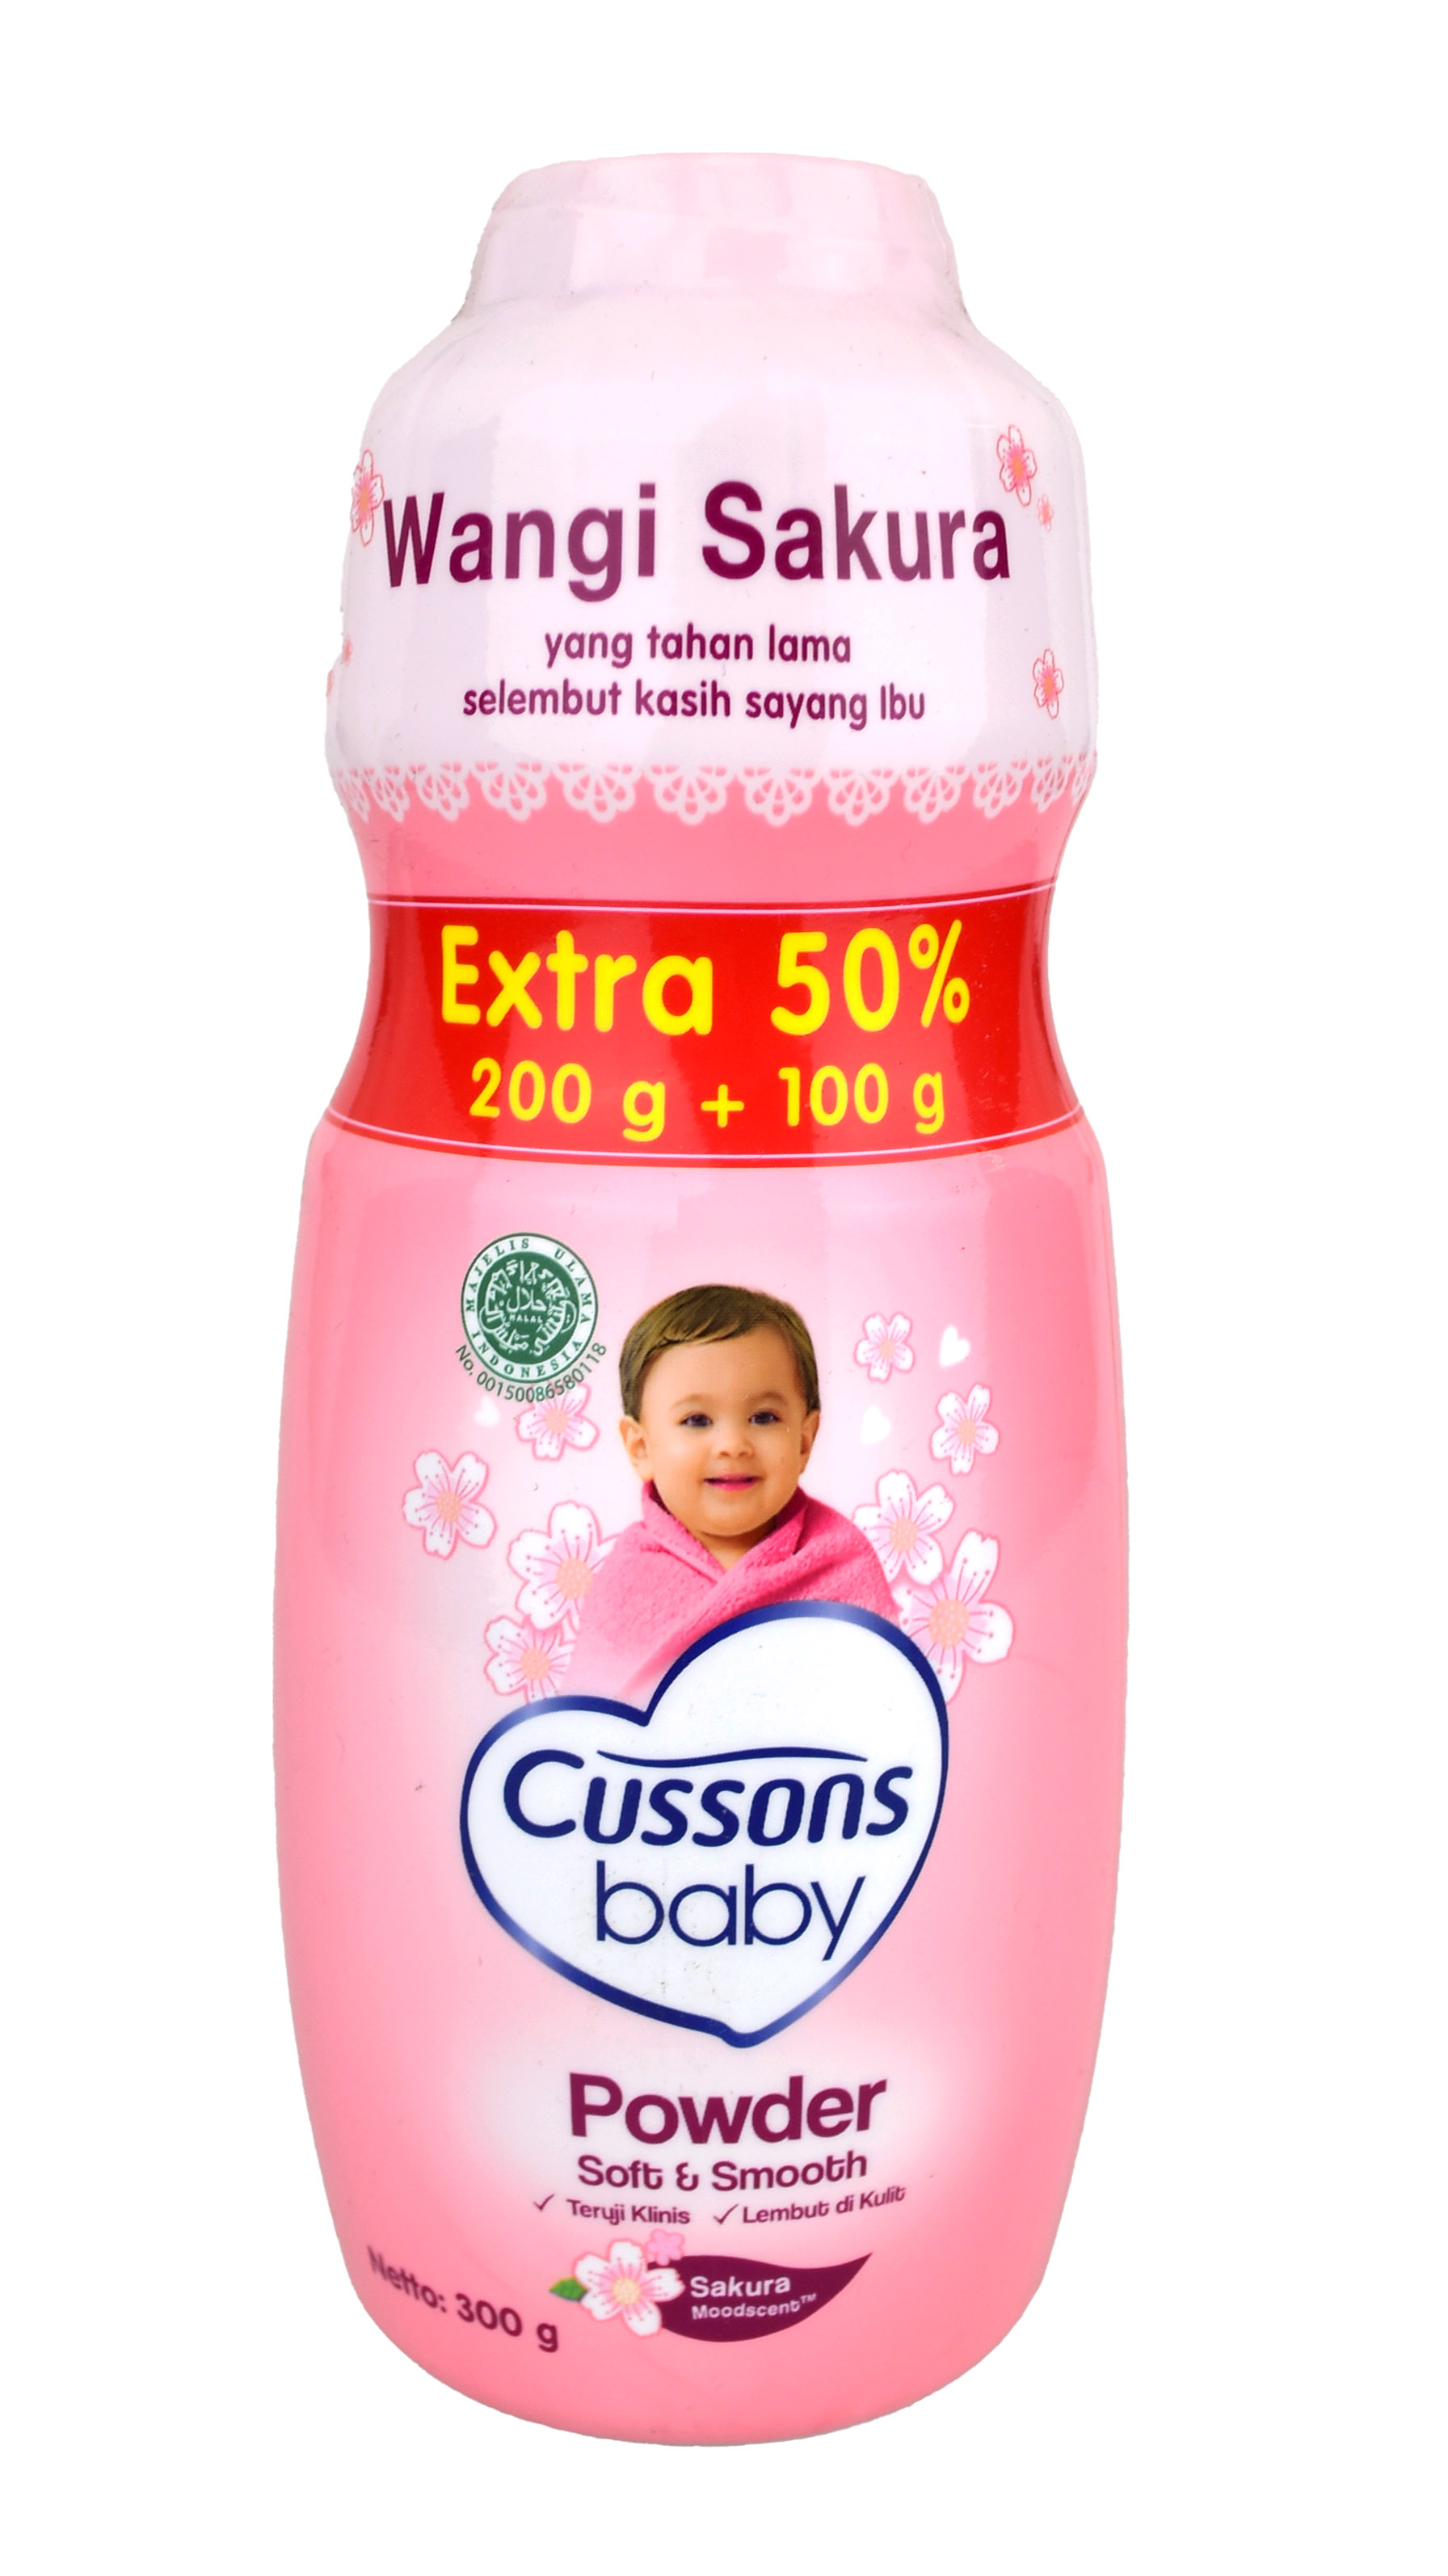 Wangi Sakura
yang tahan lama
selembut kasih sayang Ibu
Extra 50%
200 g + 100 g
MAJELIS ULAMA INDONESIA
حلال
HALAL
No. 00150086580118
Cussons
baby
Powder
Soft & Smooth
✓ Teruji Klinis ✓ Lembut di Kulit
Sakura
Moodscent™
Netto: 300 g